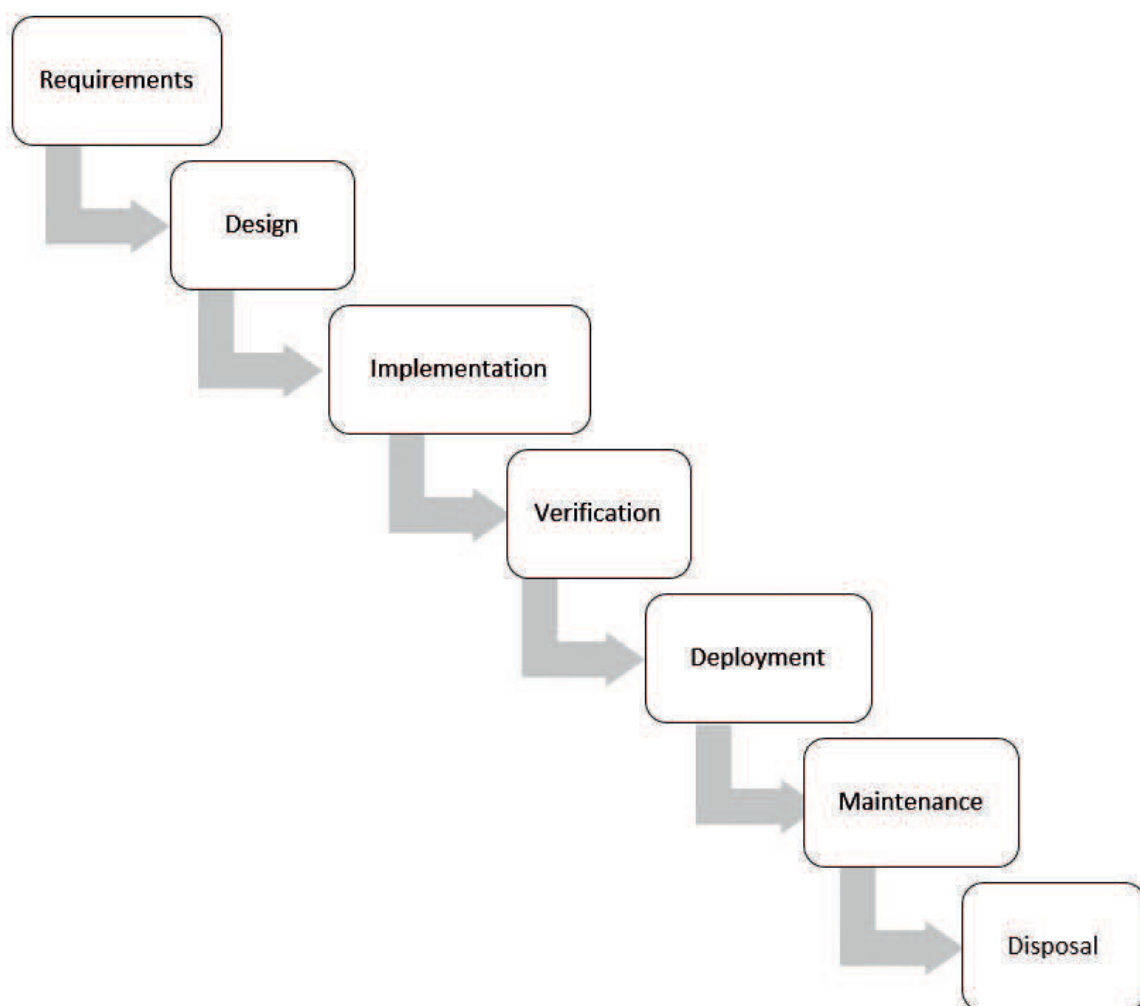 Requirements
Design
Implementation
Verification
Deployment
Maintenance
Disposal